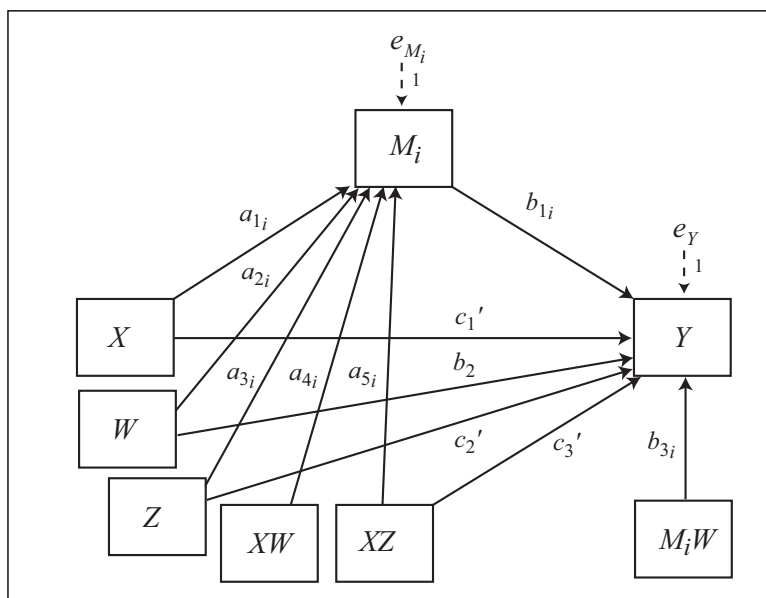 e_{M_i}
1
M_i
a_{1i}
b_{1i}
e_Y
1
a_{2i}
X
c_1′
Y
a_{3i}
a_{4i}
a_{5i}
b_2
W
c_2′
c_3′
b_{3i}
Z
XW
XZ
M_iW